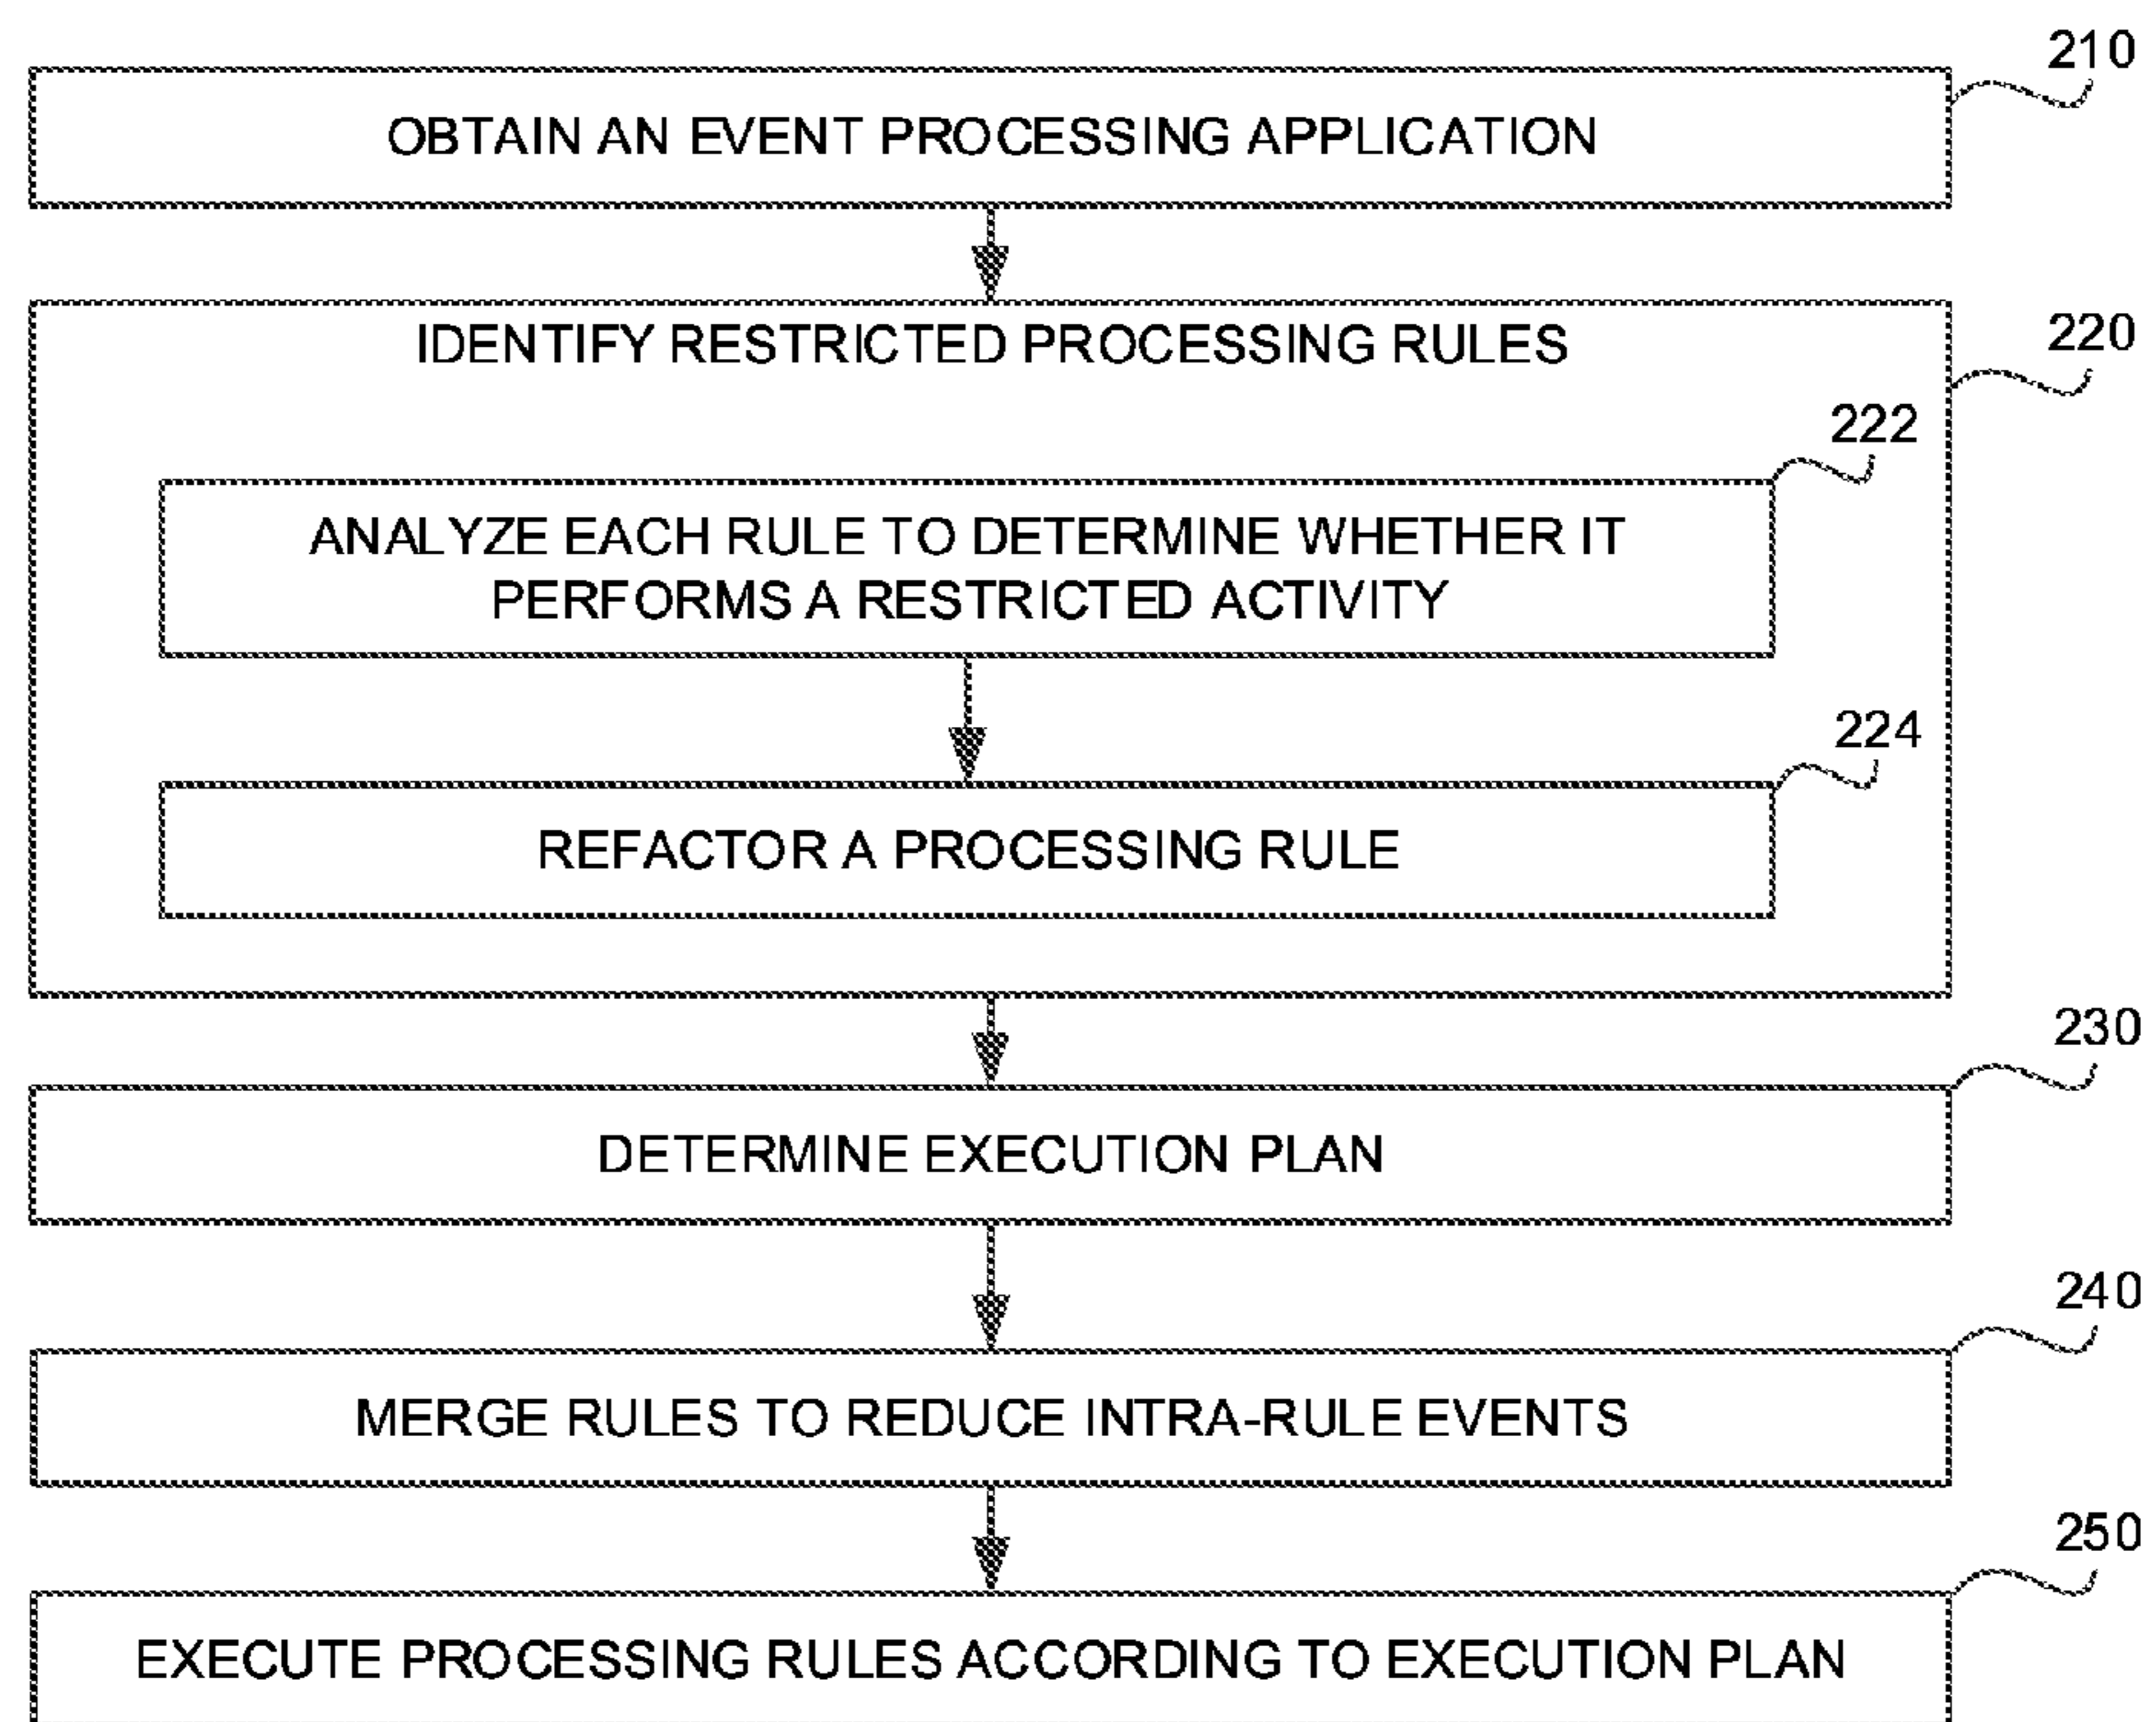 210
OBTAIN AN EVENT PROCESSING APPLICATION
220
IDENTIFY RESTRICTED PROCESSING RULES
222
ANALYZE EACH RULE TO DETERMINE WHETHER IT
PERFORMS A RESTRICTED ACTIVITY
224
REFACTOR A PROCESSING RULE
230
DETERMINE EXECUTION PLAN
240
MERGE RULES TO REDUCE INTRA-RULE EVENTS
250
EXECUTE PROCESSING RULES ACCORDING TO EXECUTION PLAN